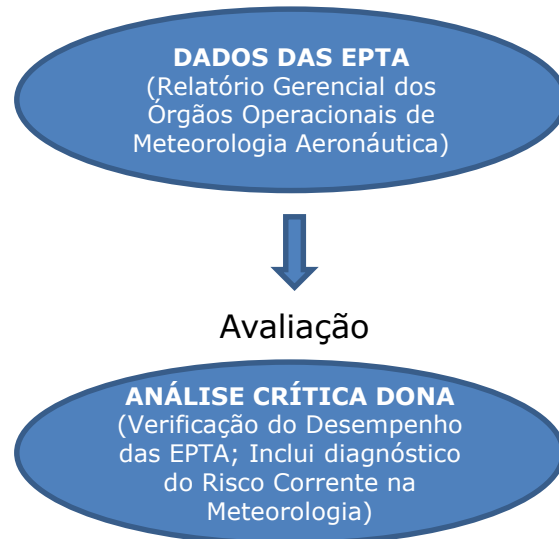 DADOS DAS EPTA
(Relatório Gerencial dos
Órgãos Operacionais de
Meteorologia Aeronáutica)
Avaliação
ANÁLISE CRÍTICA DONA
(Verificação do Desempenho
das EPTA; Inclui diagnóstico
do Risco Corrente na
Meteorologia)